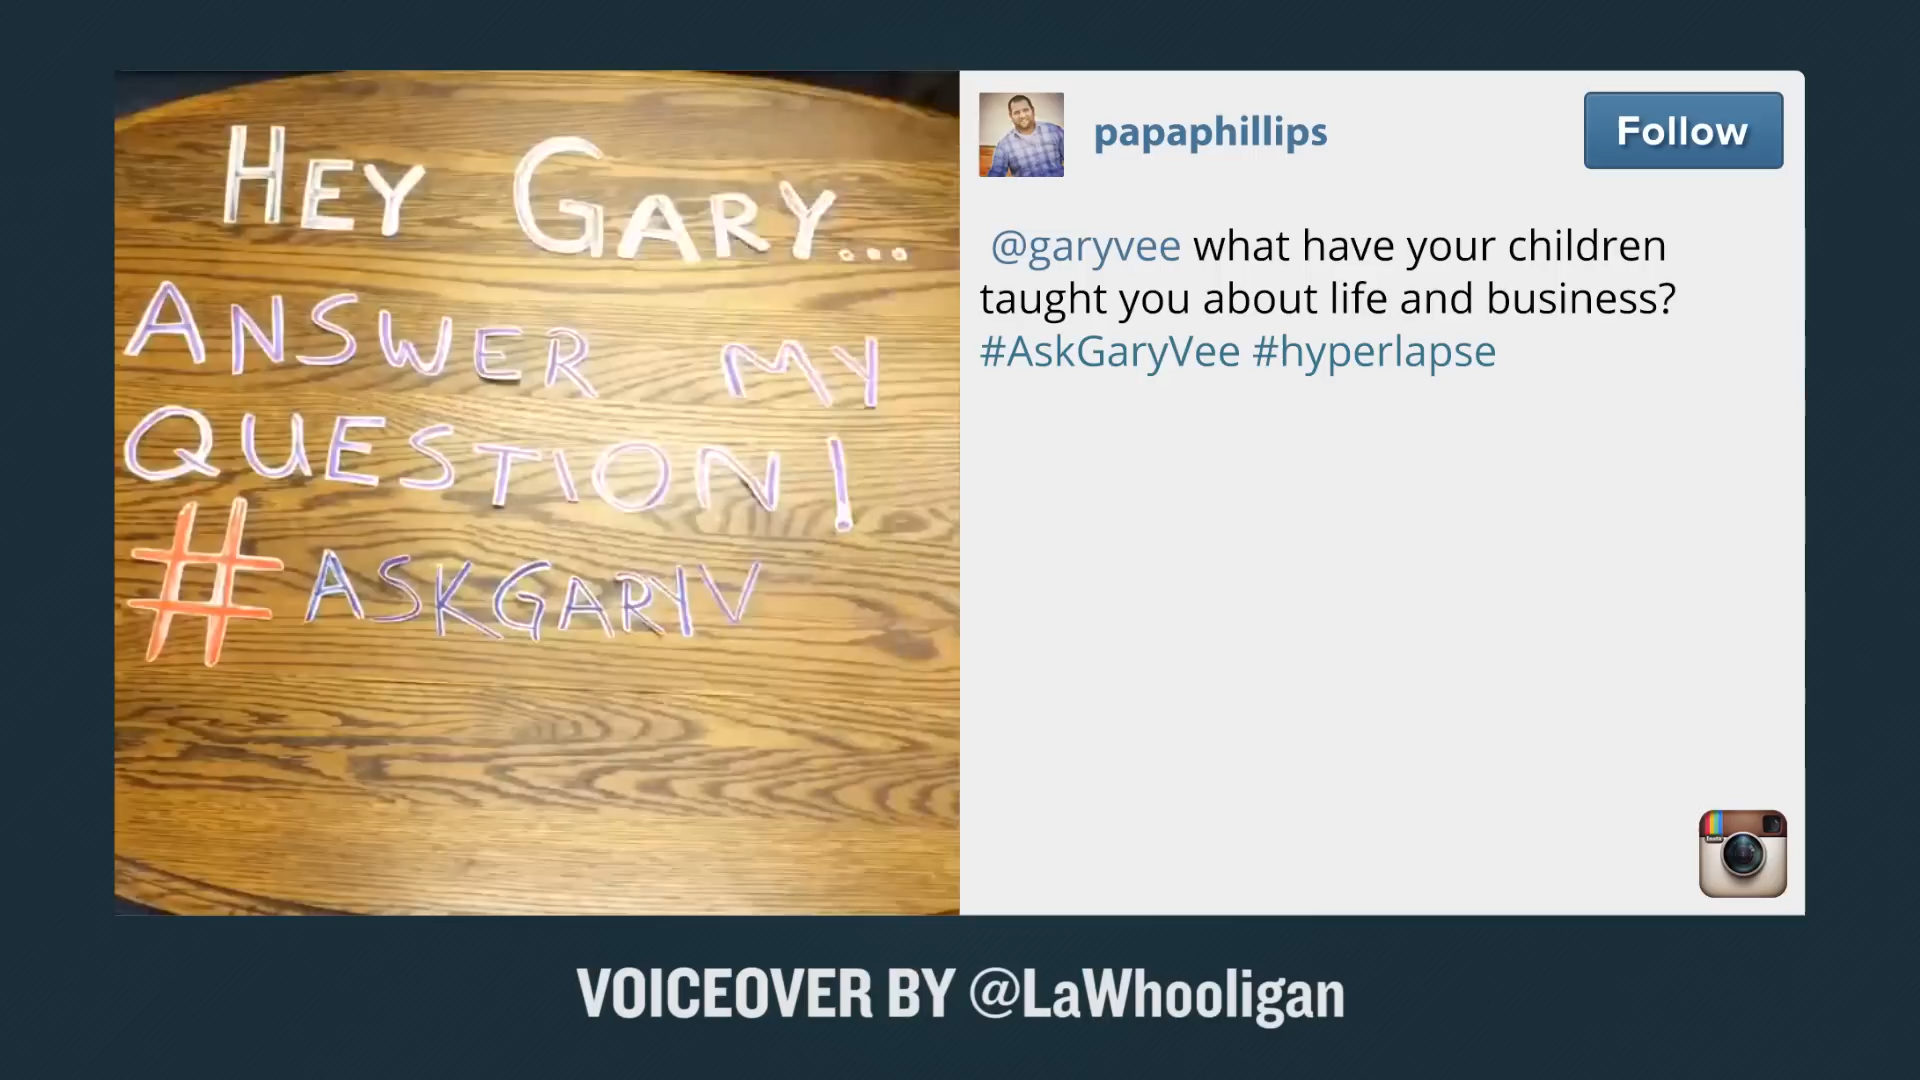 HEY GARY...
ANSWER MY
QUESTION!
#ASKGARYV
papaphillips
Follow
@garyvee what have your children
taught you about life and business?
#AskGaryVee #hyperlapse
VOICEOVER BY @LaWhooligan